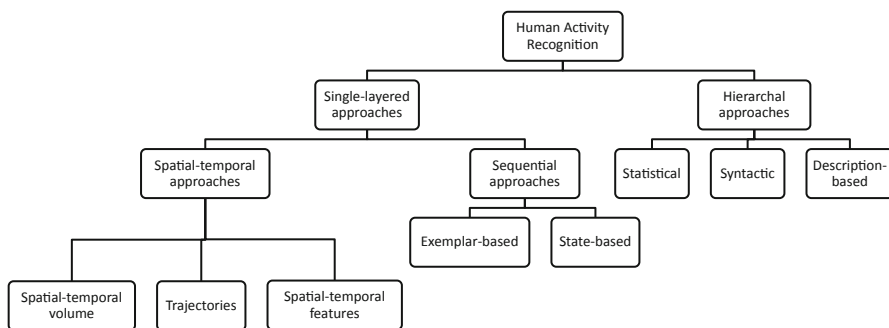 Human Activity
Recognition
Single-layered
approaches
Hierarchal
approaches
Spatial-temporal
approaches
Sequential
approaches
Statistical
Syntactic
Description-
based
Exemplar-based
State-based
Spatial-temporal
volume
Trajectories
Spatial-temporal
features